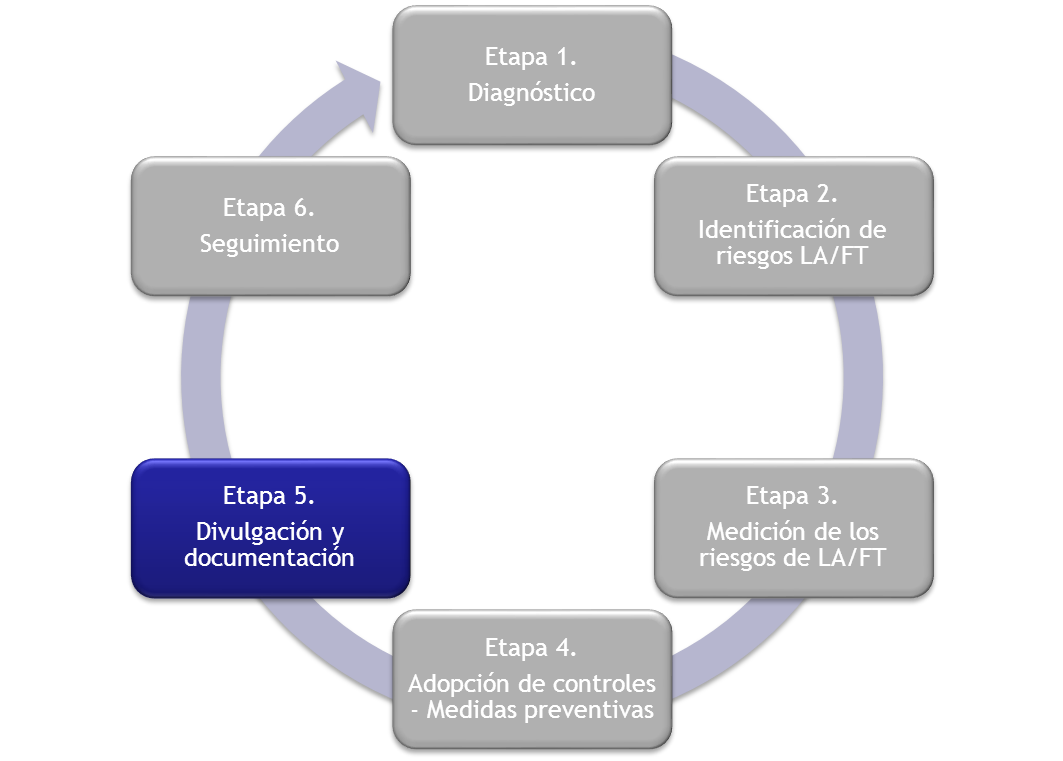 Etapa 1.
Diagnóstico
Etapa 2.
Identificación de
riesgos LA/FT
Etapa 3.
Medición de los
riesgos de LA/FT
Etapa 4.
Adopción de controles
- Medidas preventivas
Etapa 5.
Divulgación y
documentación
Etapa 6.
Seguimiento